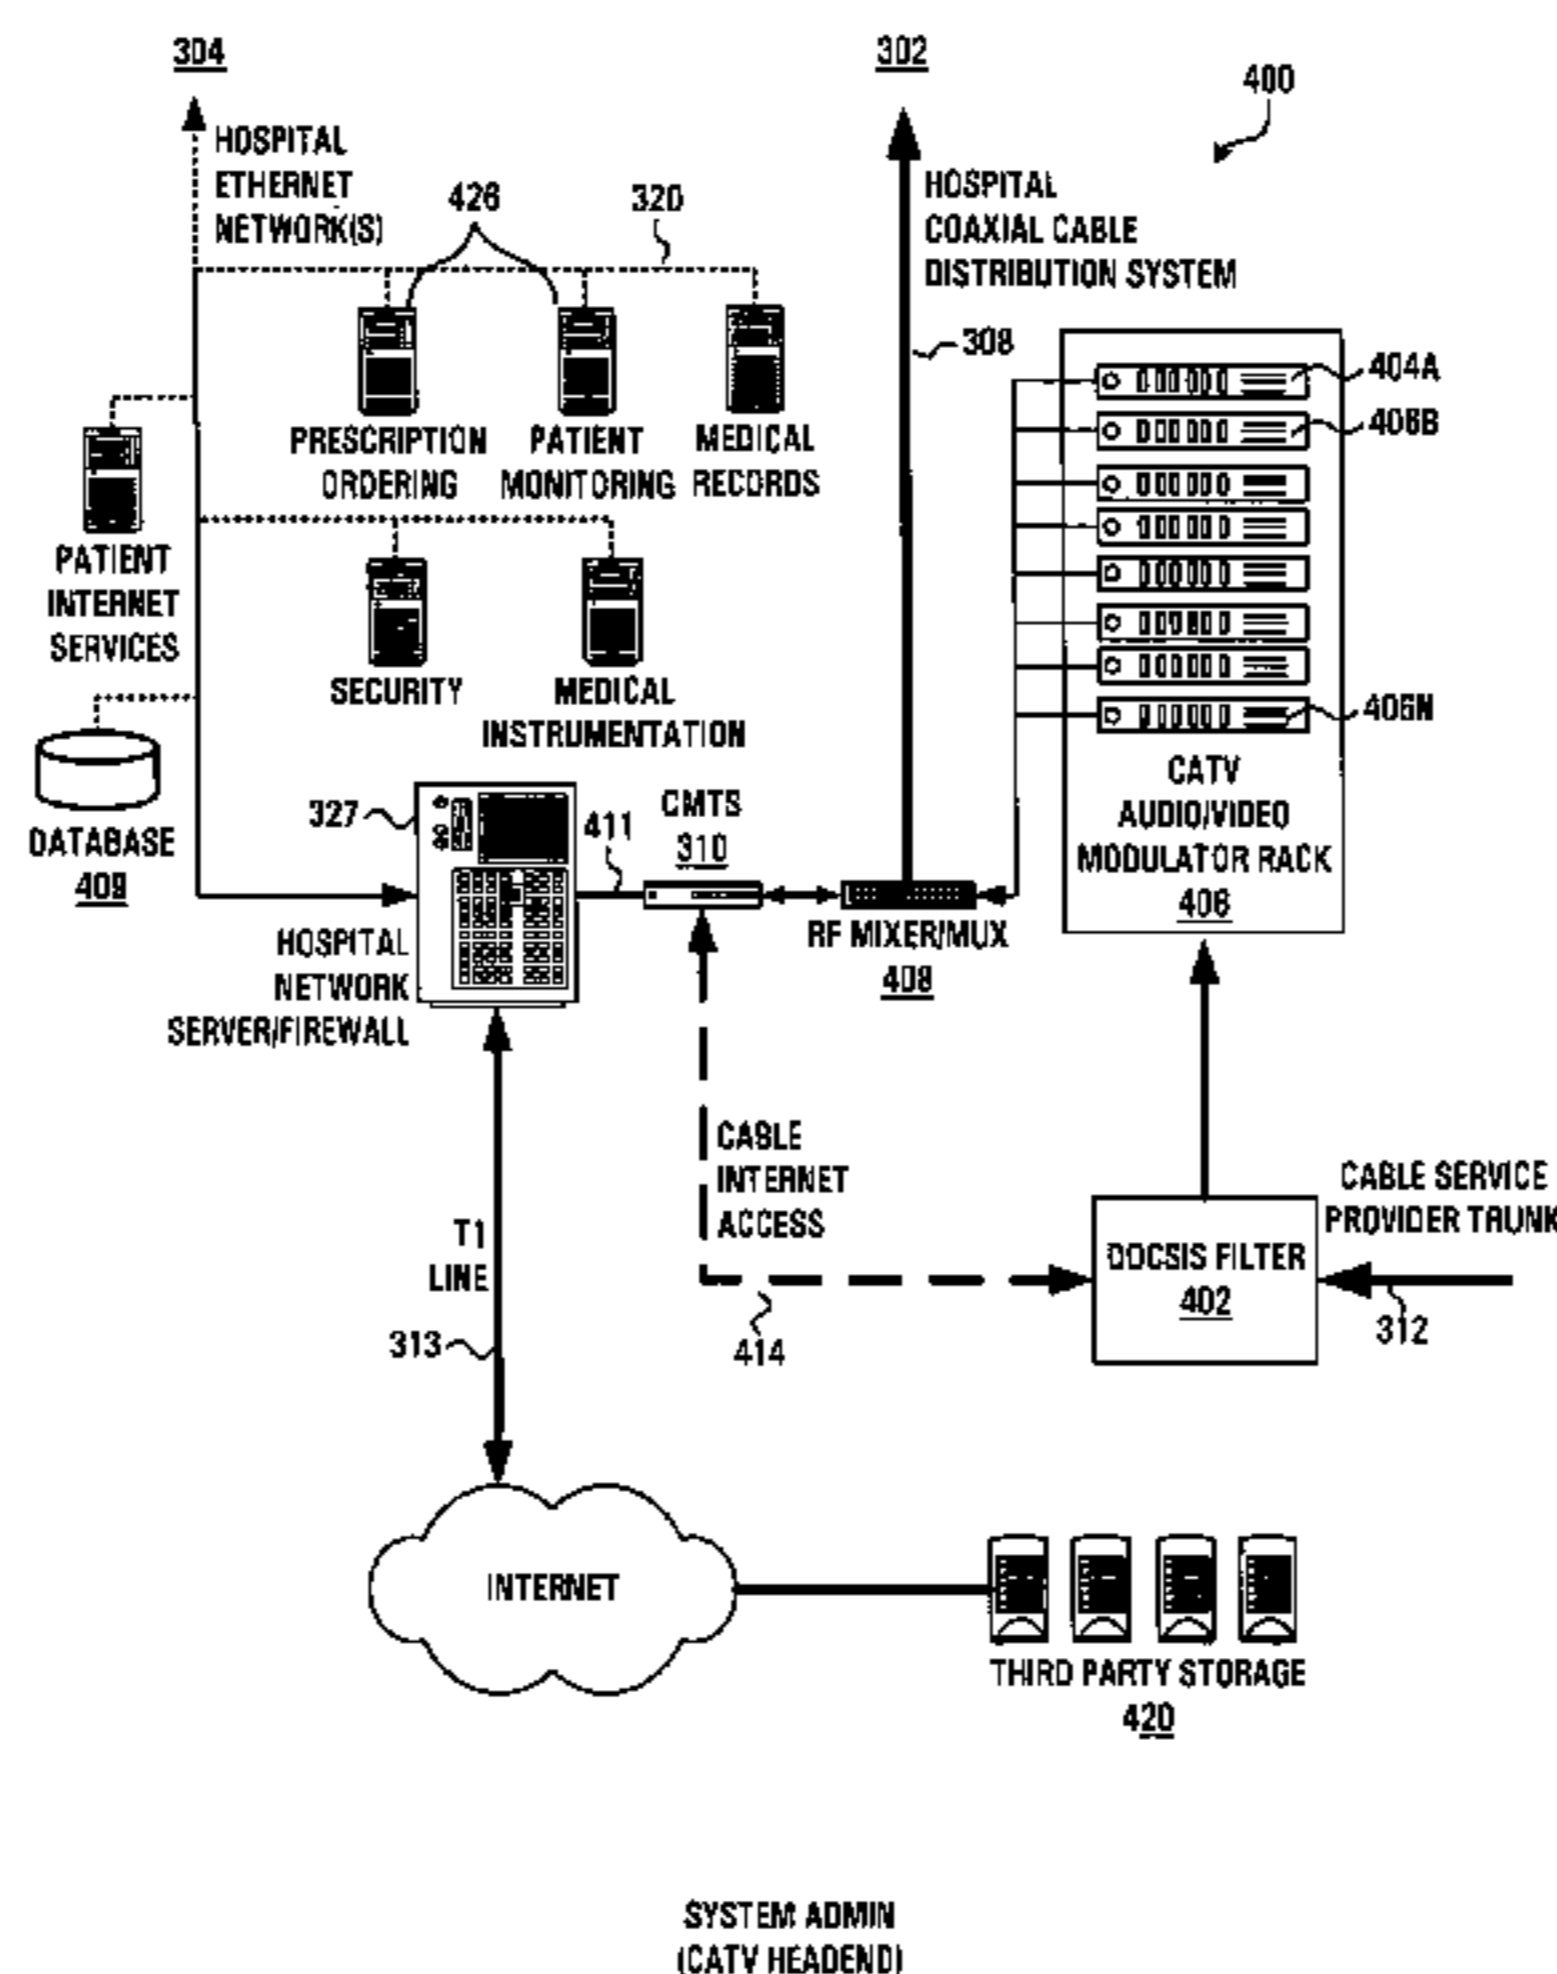 304
302
400
HOSPITAL
ETHERNET
NETWORK(S)
426
320
HOSPITAL
COAXIAL CABLE
DISTRIBUTION SYSTEM
308
404A
406B
PRESCRIPTION
ORDERING
PATIENT
MONITORING
MEDICAL
RECORDS
PATIENT
INTERNET
SERVICES
SECURITY
MEDICAL
INSTRUMENTATION
406N
CATV
AUDIO/VIDEO
MODULATOR RACK
406
DATABASE
409
327
411
CMTS
310
RF MIXER/MUX
408
HOSPITAL
NETWORK
SERVER/FIREWALL
CABLE
INTERNET
ACCESS
T1
LINE
313
414
DOCSIS FILTER
402
CABLE SERVICE
PROVIDER TRUNK
312
INTERNET
THIRD PARTY STORAGE
420
SYSTEM ADMIN
(CATV HEADEND)